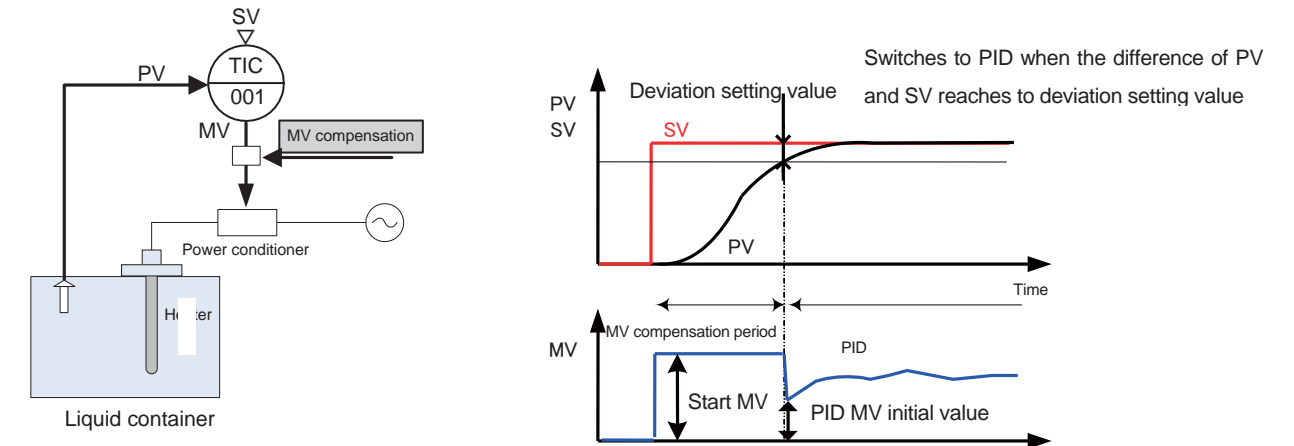 SV
TIC
001
PV
MV
MV compensation
Power conditioner
Liquid container
Switches to PID when the difference of PV
and SV reaches to deviation setting value
Deviation setting value
PV
SV
SV
PV
Time
MV compensation period
PID
MV
Start MV
PID MV initial value